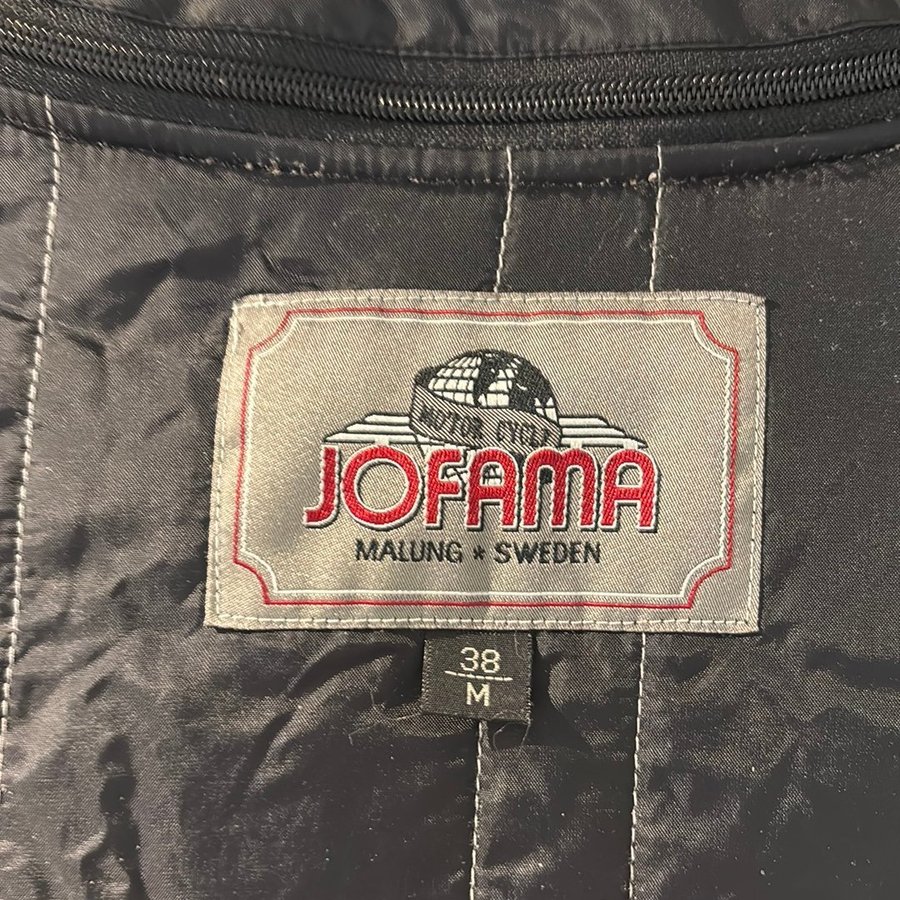 MOTOR CYCLE
JOFAMA
MALUNG * SWEDEN
38
M